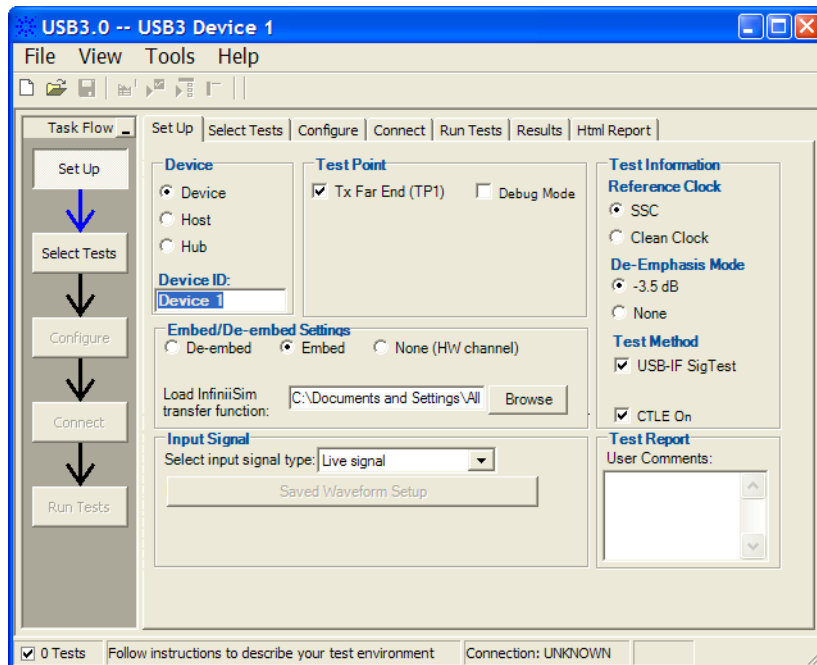 USB3.0 -- USB3 Device 1
File View Tools Help
Task Flow
Set Up
Select Tests
Configure
Connect
Run Tests
Set Up Select Tests Configure Connect Run Tests Results Html Report
Device
Device
Host
Hub
Device ID:
Device 1
Test Point
Tx Far End (TP1) Debug Mode
Test Information
Reference Clock
SSC
Clean Clock
De-Emphasis Mode
-3.5 dB
None
Test Method
USB-IF SigTest
CTLE On
Embed/De-embed Settings
De-embed Embed None (HW channel)
Load InfiniiSim
transfer function: C:\Documents and Settings\All Browse
Input Signal
Select input signal type: Live signal
Saved Waveform Setup
Test Report
User Comments:
0 Tests Follow instructions to describe your test environment Connection: UNKNOWN